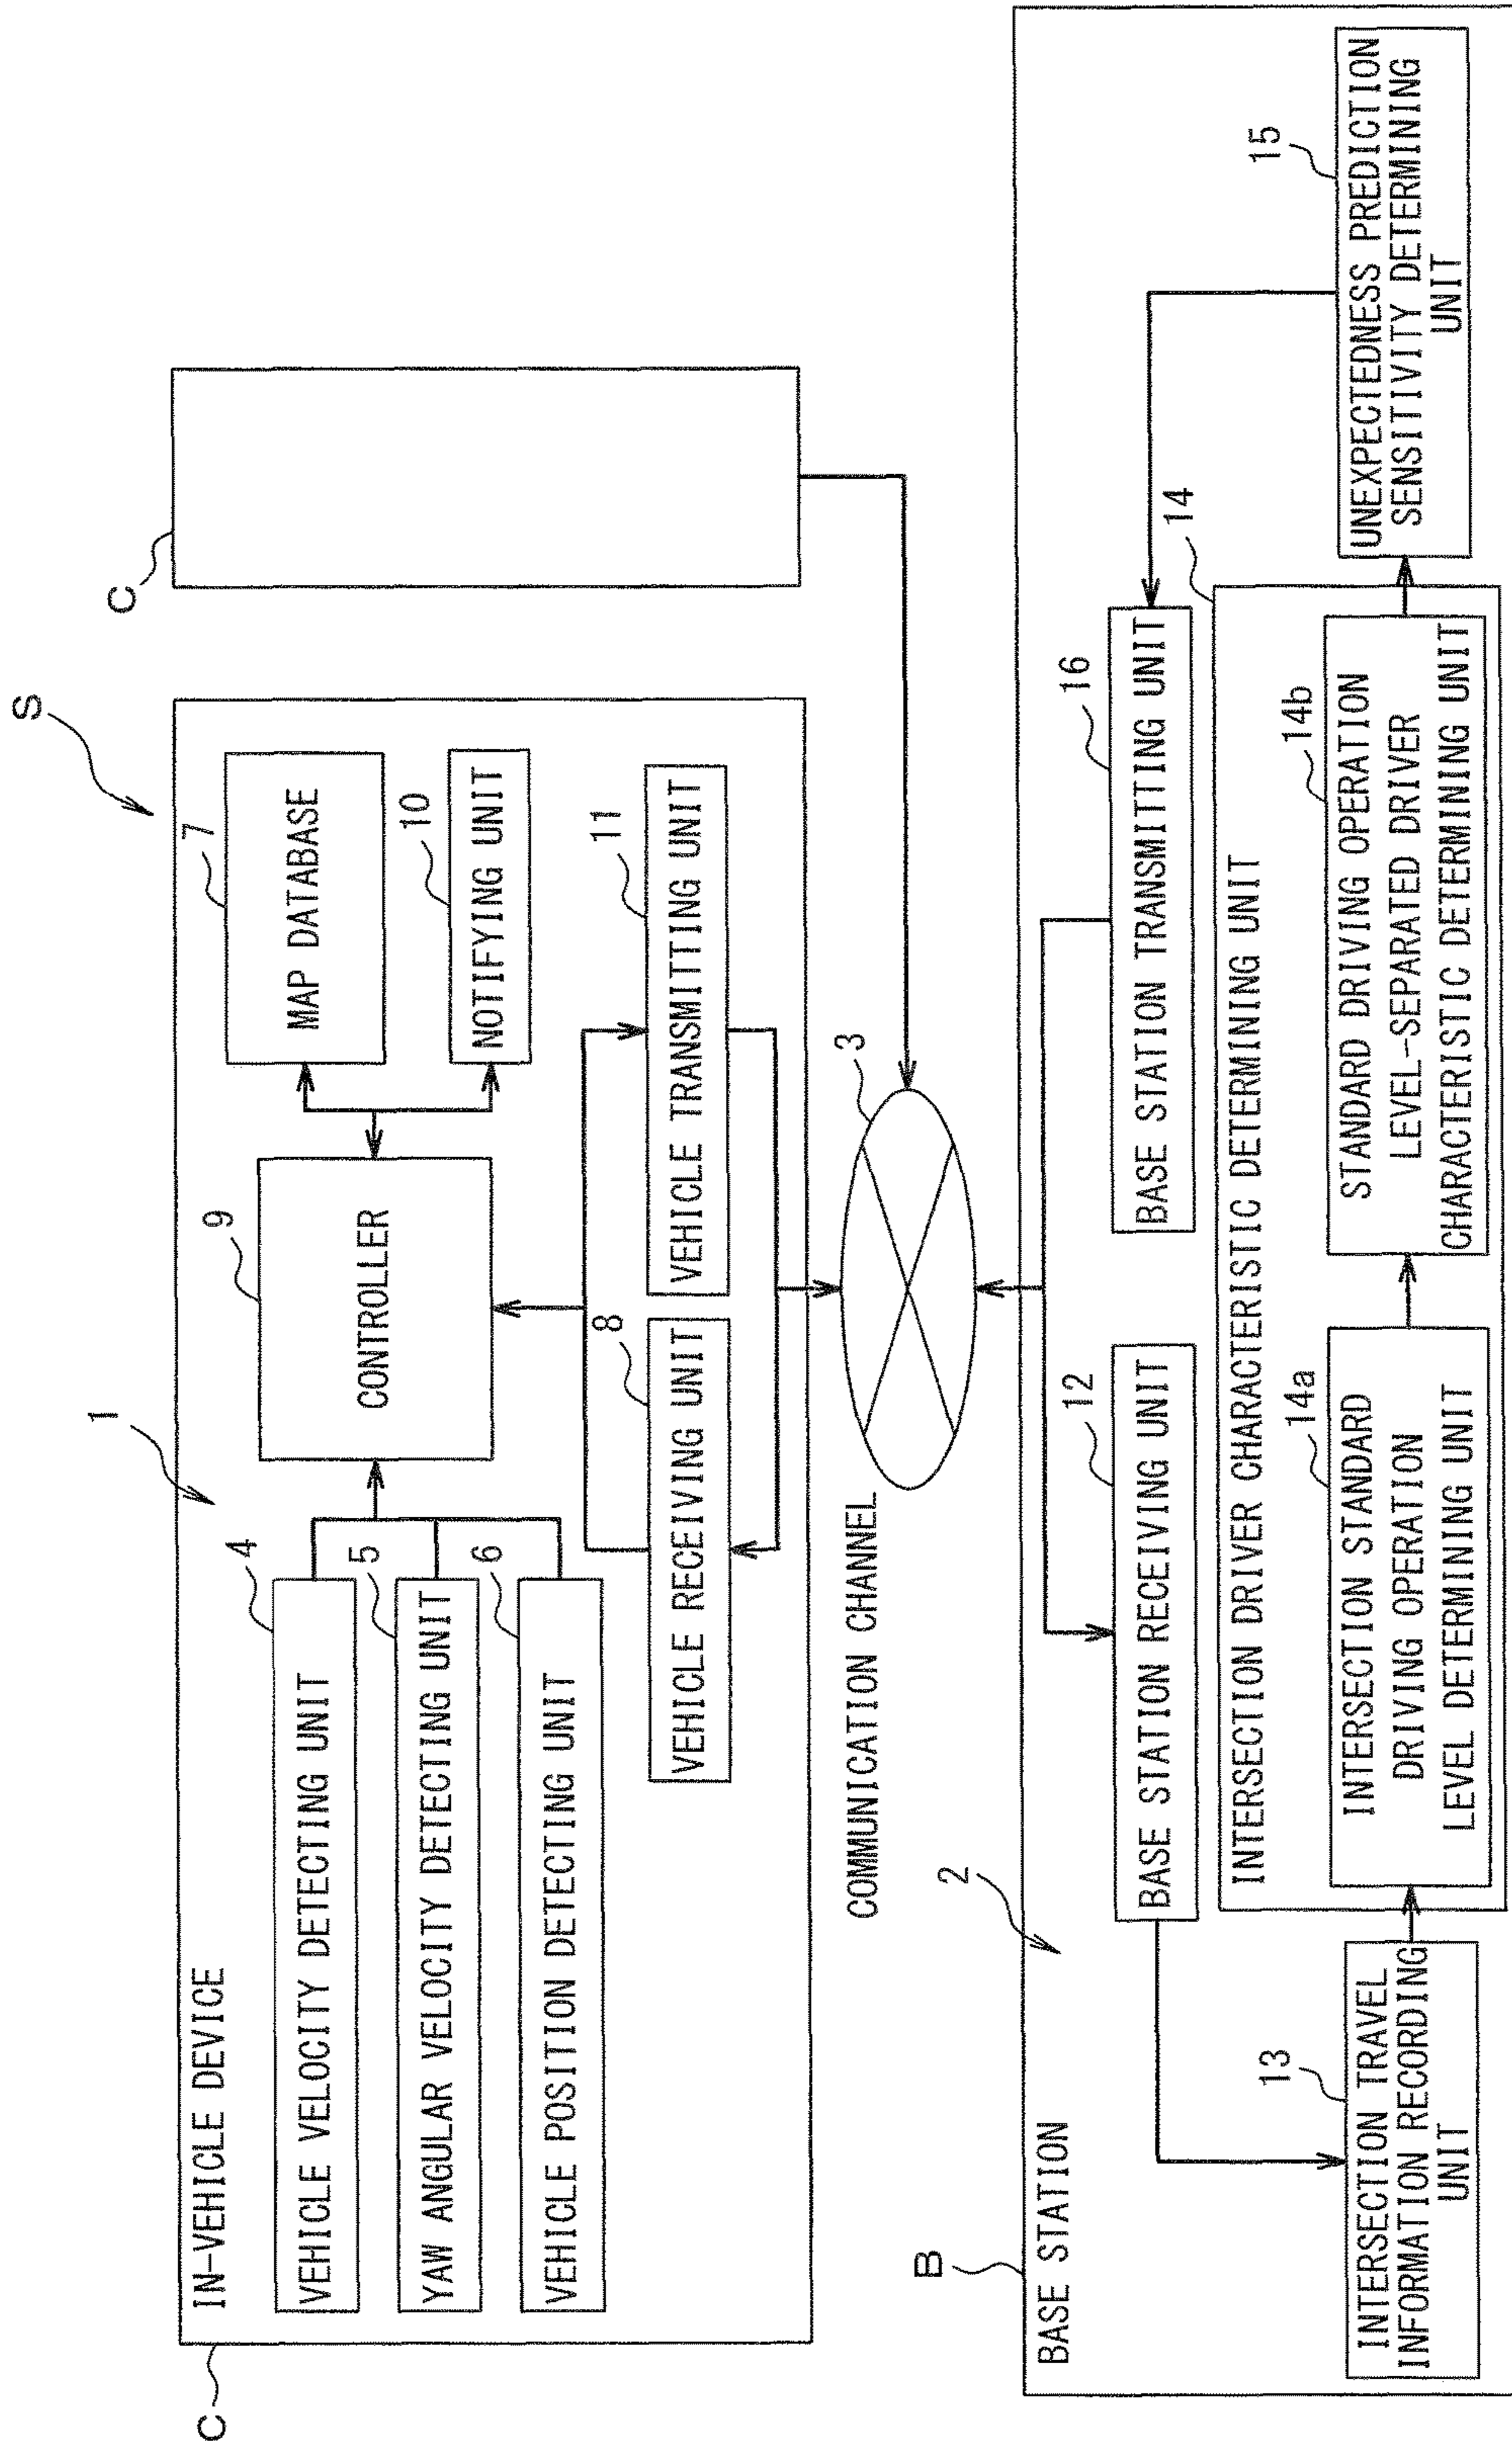 S
1
C
IN-VEHICLE DEVICE
4
VEHICLE VELOCITY DETECTING UNIT
5
YAW ANGULAR VELOCITY DETECTING UNIT
6
VEHICLE POSITION DETECTING UNIT
9
CONTROLLER
7
MAP DATABASE
10
NOTIFYING UNIT
8
VEHICLE RECEIVING UNIT
11
VEHICLE TRANSMITTING UNIT
C
COMMUNICATION CHANNEL
3
B
2
BASE STATION
12
BASE STATION RECEIVING UNIT
16
BASE STATION TRANSMITTING UNIT
13
INTERSECTION TRAVEL
INFORMATION RECORDING
UNIT
14
INTERSECTION DRIVER CHARACTERISTIC DETERMINING UNIT
14a
INTERSECTION STANDARD
DRIVING OPERATION
LEVEL DETERMINING UNIT
14b
STANDARD DRIVING OPERATION
LEVEL-SEPARATED DRIVER
CHARACTERISTIC DETERMINING UNIT
15
UNEXPECTEDNESS PREDICTION
SENSITIVITY DETERMINING
UNIT